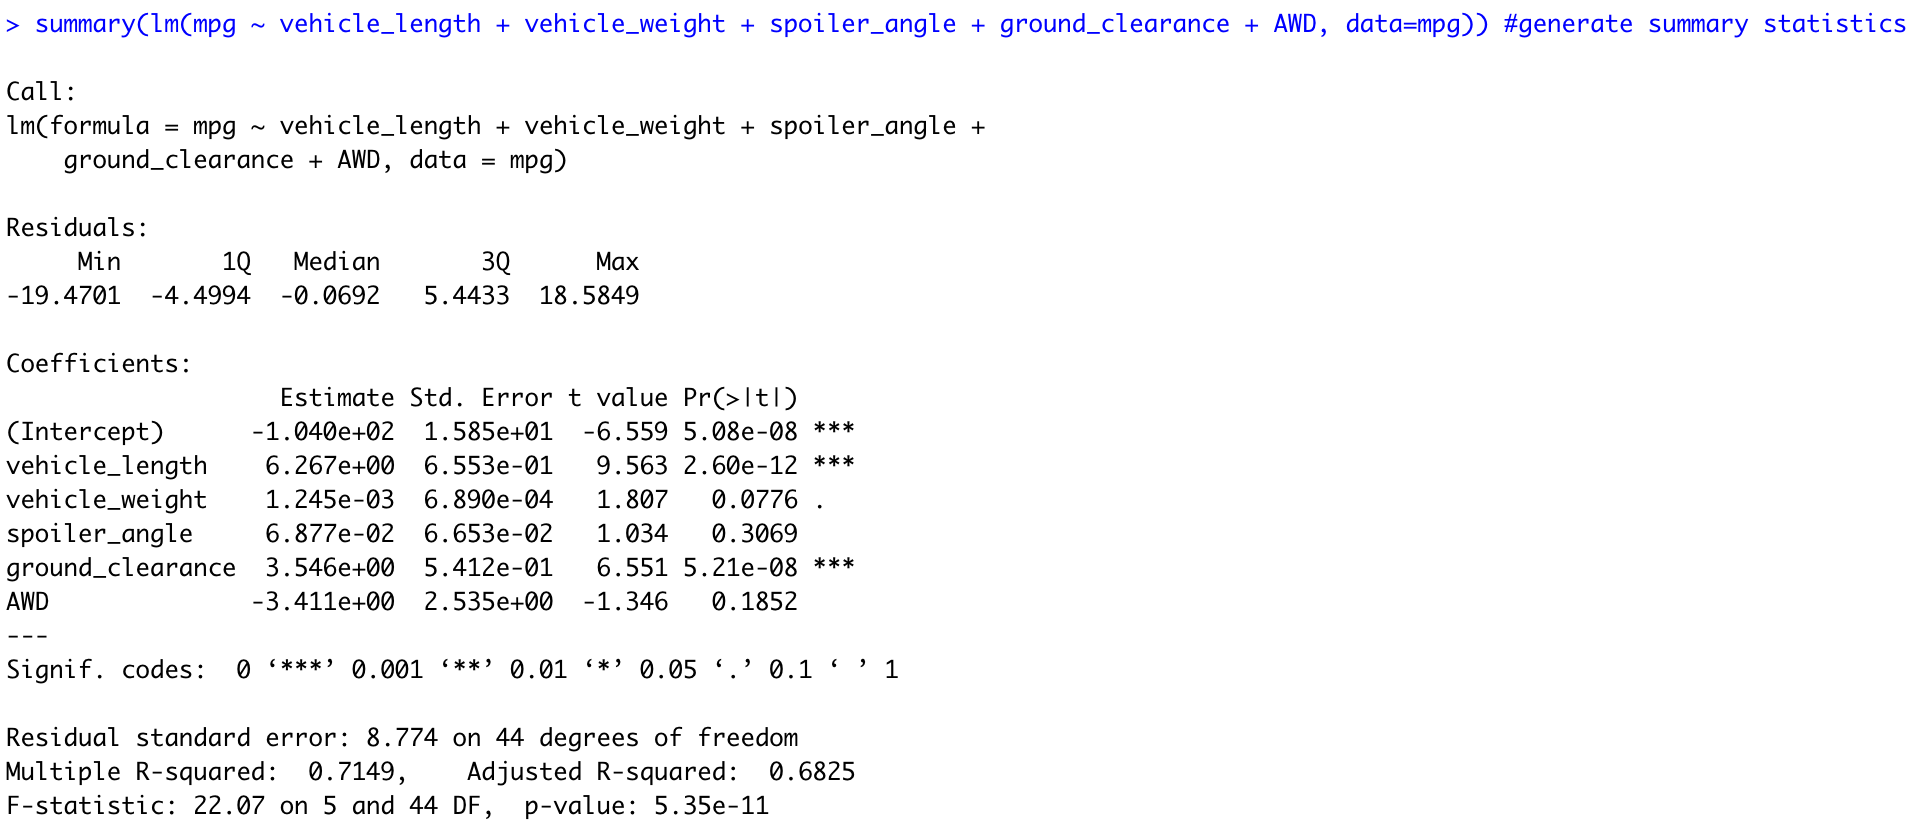 > summary(lm(mpg ~ vehicle_length + vehicle_weight + spoiler_angle + ground_clearance + AWD, data=mpg)) #generate summary statistics
Call:
lm(formula = mpg ~ vehicle_length + vehicle_weight + spoiler_angle +
    ground_clearance + AWD, data = mpg)
Residuals:
     Min       1Q   Median       3Q      Max
-19.4701  -4.4994  -0.0692   5.4433  18.5849
Coefficients:
                   Estimate Std. Error t value Pr(>|t|)
(Intercept)      -1.040e+02  1.585e+01  -6.559 5.08e-08 ***
vehicle_length    6.267e+00  6.553e-01   9.563 2.60e-12 ***
vehicle_weight    1.245e-03  6.890e-04   1.807   0.0776 .
spoiler_angle     6.877e-02  6.653e-02   1.034   0.3069
ground_clearance  3.546e+00  5.412e-01   6.551 5.21e-08 ***
AWD              -3.411e+00  2.535e+00  -1.346   0.1852
---
Signif. codes:  0 ‘***’ 0.001 ‘**’ 0.01 ‘*’ 0.05 ‘.’ 0.1 ‘ ’ 1
Residual standard error: 8.774 on 44 degrees of freedom
Multiple R-squared:  0.7149,    Adjusted R-squared:  0.6825
F-statistic: 22.07 on 5 and 44 DF,  p-value: 5.35e-11